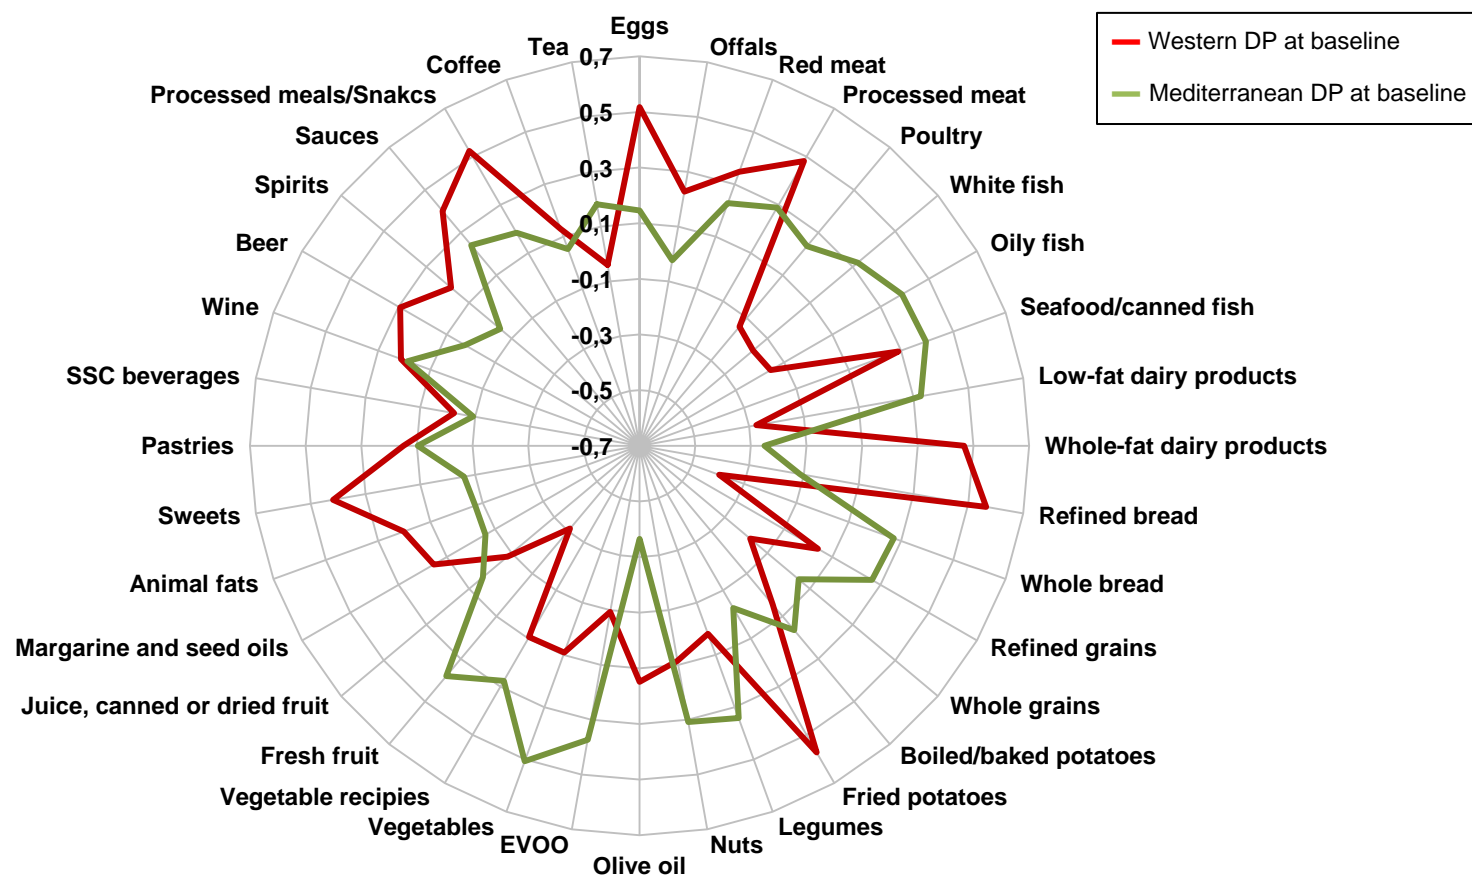 Eggs
Offals
Red meat
Processed meat
Poultry
White fish
Oily fish
Seafood/canned fish
Low-fat dairy products
Whole-fat dairy products
Refined bread
Whole bread
Refined grains
Whole grains
Boiled/baked potatoes
Fried potatoes
Legumes
Nuts
Olive oil
EVOO
Vegetables
Vegetable recipies
Fresh fruit
Juice, canned or dried fruit
Margarine and seed oils
Animal fats
Sweets
Pastries
SSC beverages
Wine
Beer
Spirits
Sauces
Processed meals/Snakcs
Coffee
Tea
0,7
0,5
0,3
0,1
-0,1
-0,3
-0,5
-0,7
Western DP at baseline
Mediterranean DP at baseline